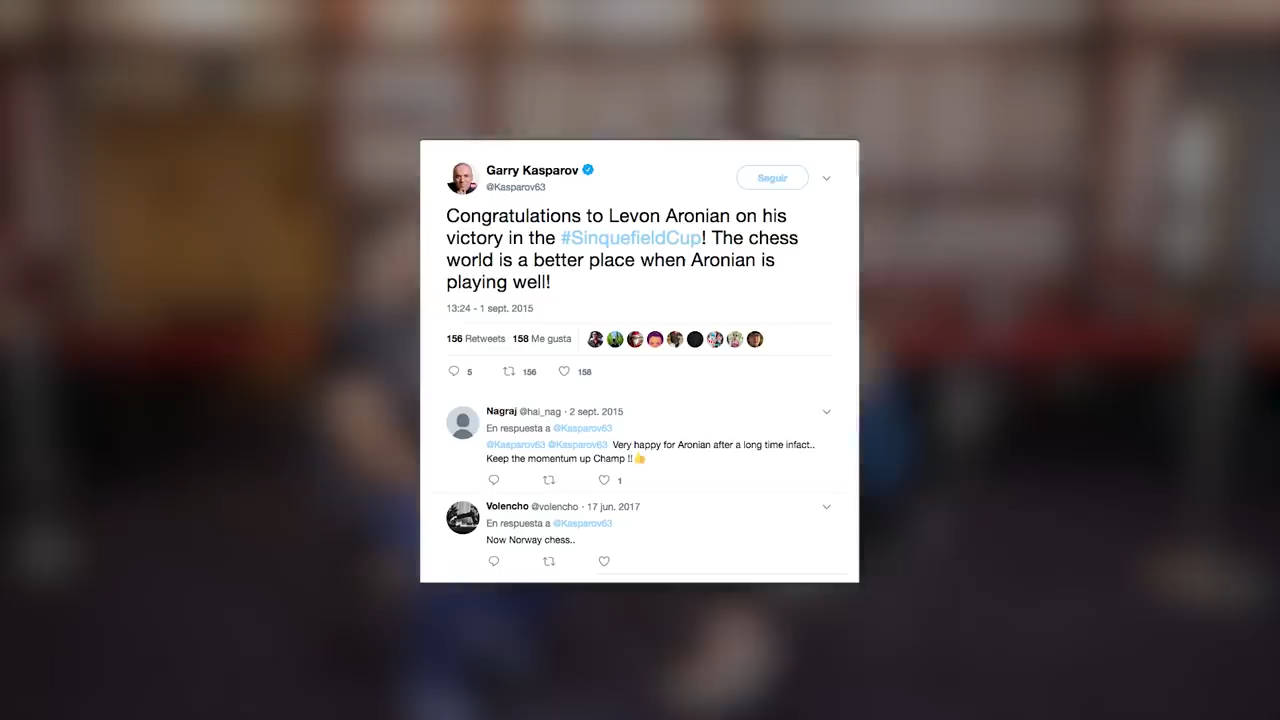 Garry Kasparov
@Kasparov63
Seguir
Congratulations to Levon Aronian on his
victory in the #SinquefieldCup! The chess
world is a better place when Aronian is
playing well!
13:24 - 1 sept. 2015
156 Retweets 158 Me gusta
5 156 158
Nagraj @hai_nag · 2 sept. 2015
En respuesta a @Kasparov63
@Kasparov63 @Kasparov63 Very happy for Aronian after a long time infact..
Keep the momentum up Champ !!👍
1
Volencho @volencho · 17 jun. 2017
En respuesta a @Kasparov63
Now Norway chess..